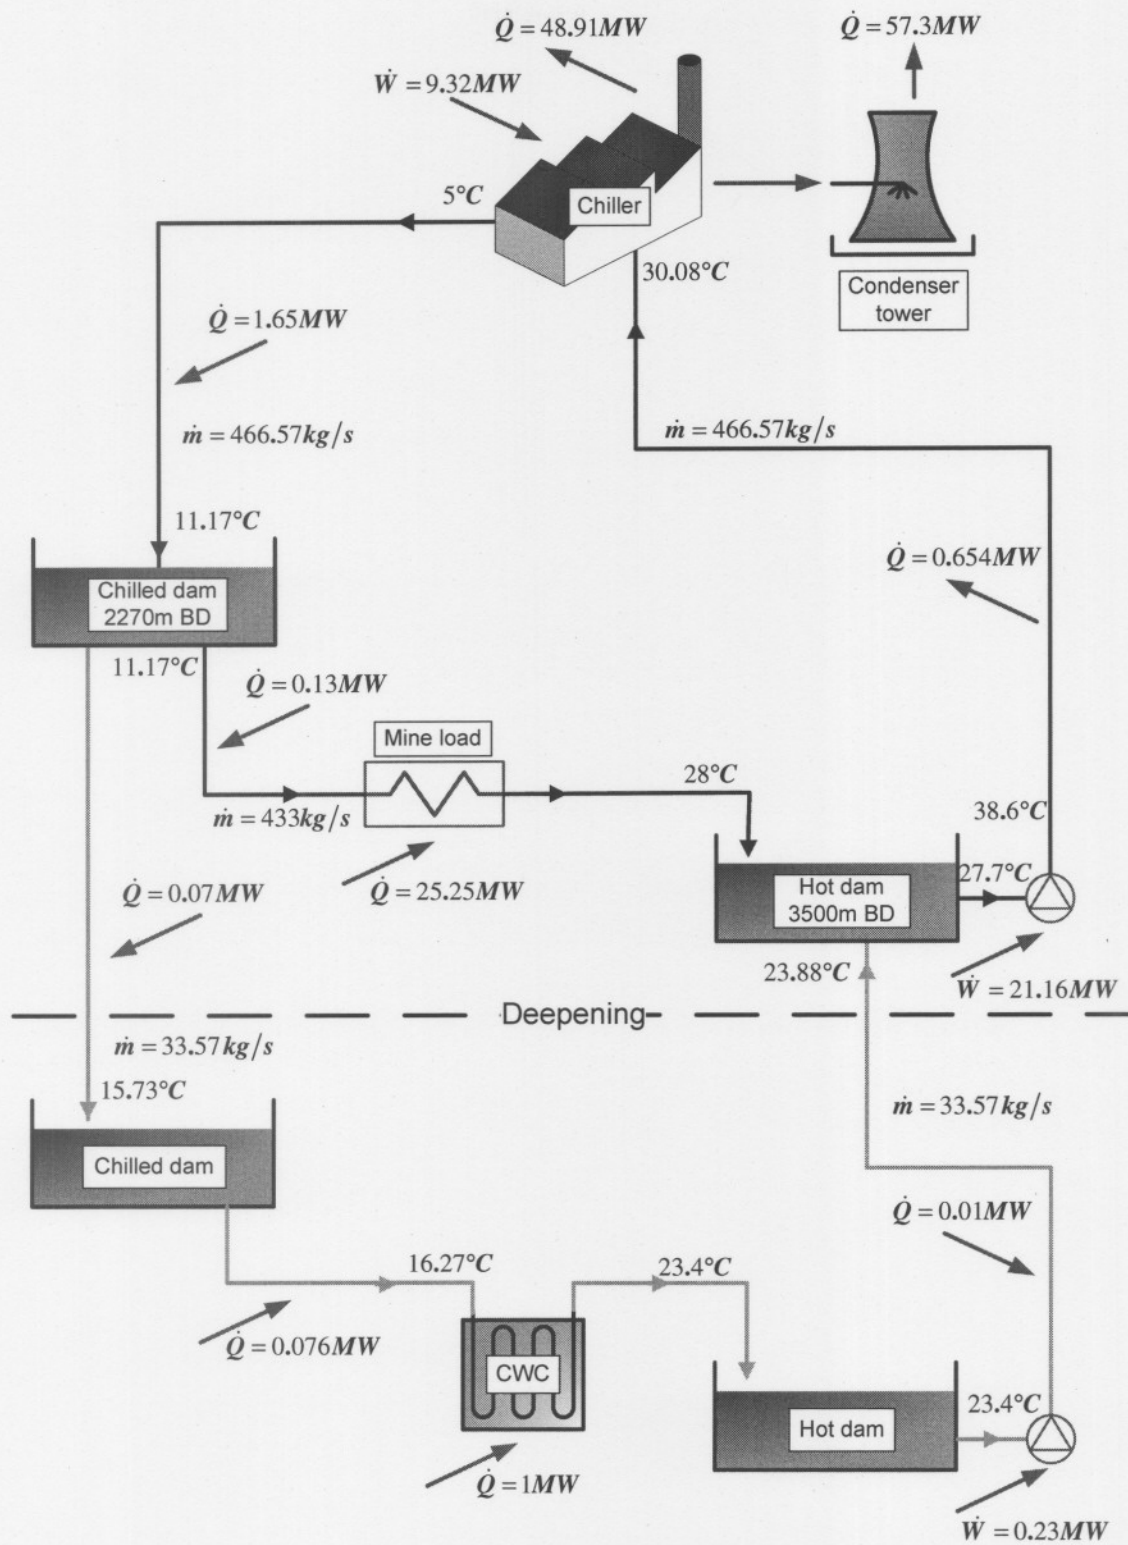 Q̇ = 48.91MW
Q̇ = 57.3MW
Ẇ = 9.32MW
5°C
Chiller
30.08°C
Condenser
tower
Q̇ = 1.65MW
ṁ = 466.57kg/s
ṁ = 466.57kg/s
11.17°C
Q̇ = 0.654MW
Chilled dam
2270m BD
11.17°C
Q̇ = 0.13MW
Mine load
28°C
ṁ = 433kg/s
38.6°C
Q̇ = 0.07MW
Q̇ = 25.25MW
27.7°C
Hot dam
3500m BD
23.88°C
Ẇ = 21.16MW
Deepening
ṁ = 33.57kg/s
15.73°C
ṁ = 33.57kg/s
Chilled dam
Q̇ = 0.01MW
16.27°C
23.4°C
Q̇ = 0.076MW
CWC
23.4°C
Hot dam
Q̇ = 1MW
Ẇ = 0.23MW